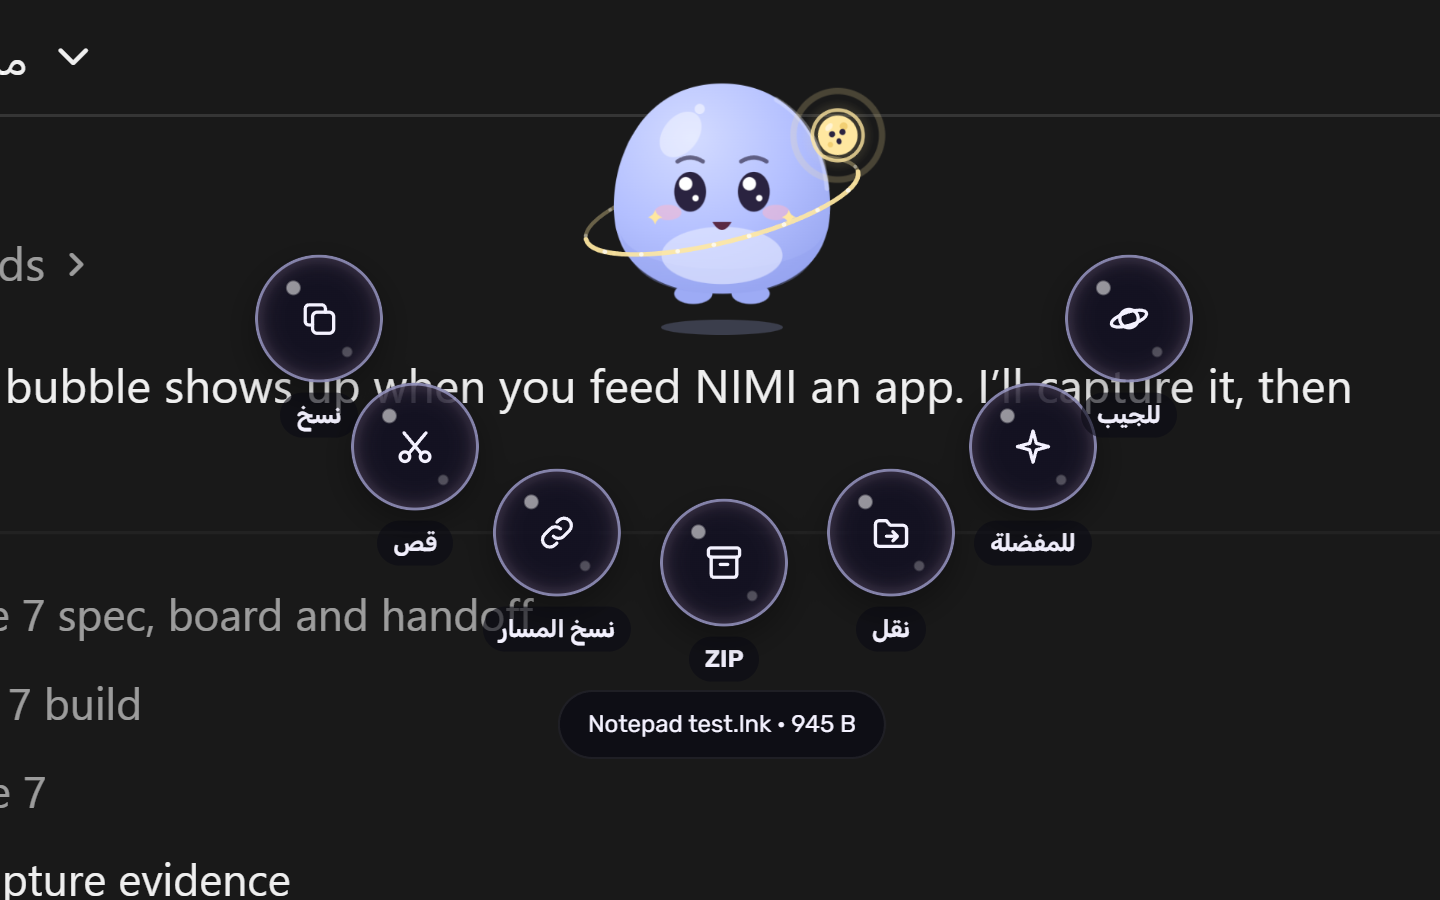 ds
bubble shows up when you feed NIMI an app. I’ll capture it, then
نسخ
للجيب
قص
للمفضلة
e 7 spec, board and handoff
نسخ المسار
نقل
ZIP
7 build
Notepad test.lnk • 945 B
e 7
pture evidence